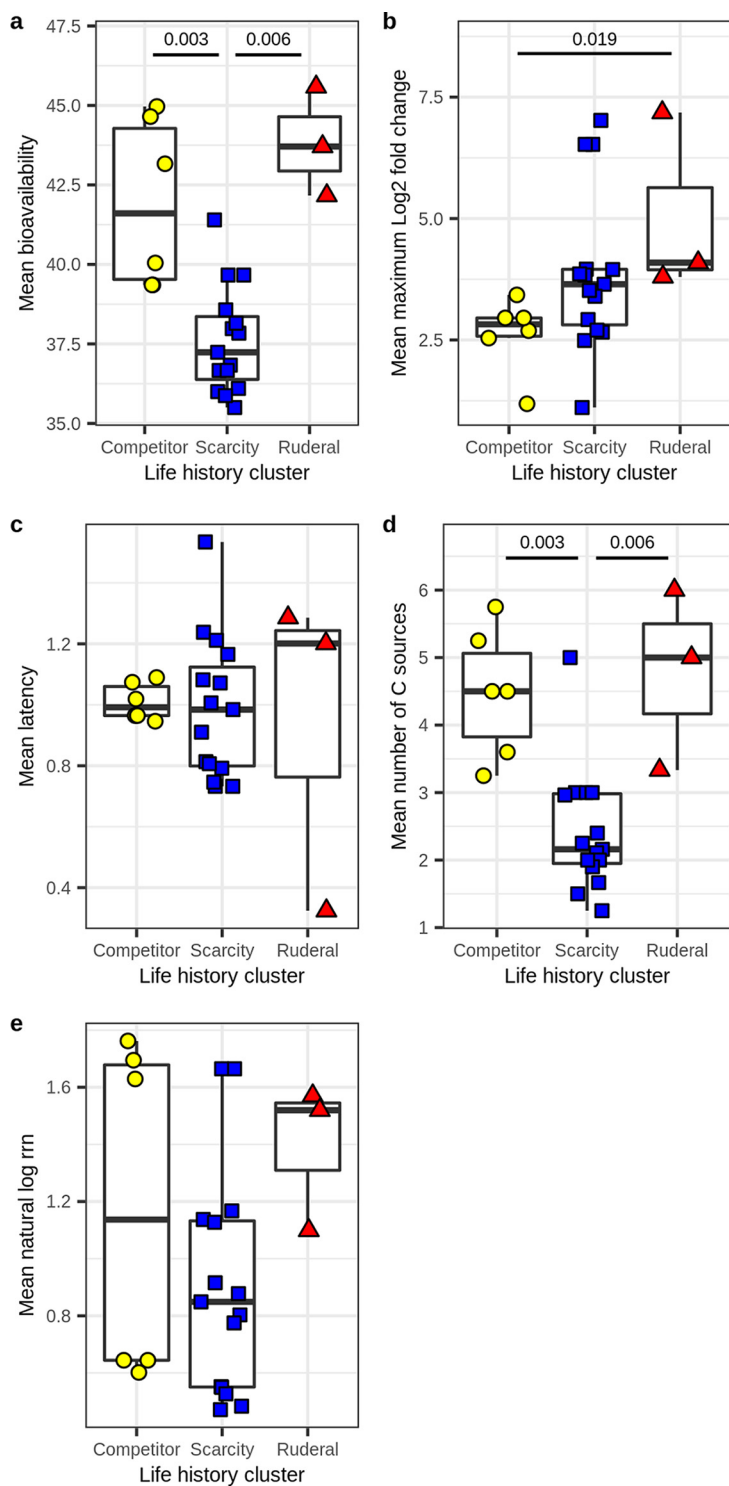 a
47.5
45.0
42.5
40.0
37.5
35.0
Mean bioavailability
0.003
0.006
Competitor Scarcity Ruderal
Life history cluster
b
7.5
5.0
2.5
Mean maximum Log2 fold change
0.019
Competitor Scarcity Ruderal
Life history cluster
c
1.2
0.8
0.4
Mean latency
Competitor Scarcity Ruderal
Life history cluster
d
6
5
4
3
2
1
Mean number of C sources
0.003
0.006
Competitor Scarcity Ruderal
Life history cluster
e
1.6
1.2
0.8
Mean natural log rrn
Competitor Scarcity Ruderal
Life history cluster